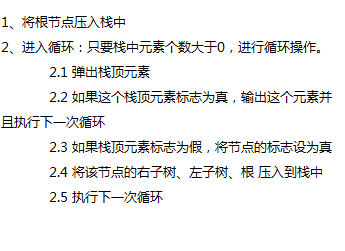 1、将根节点压入栈中
2、进入循环：只要栈中元素个数大于0，进行循环操作。
2.1 弹出栈顶元素
2.2 如果这个栈顶元素标志为真，输出这个元素并
且执行下一次循环
2.3 如果栈顶元素标志为假，将节点的标志设为真
2.4 将该节点的右子树、左子树、根 压入到栈中
2.5 执行下一次循环